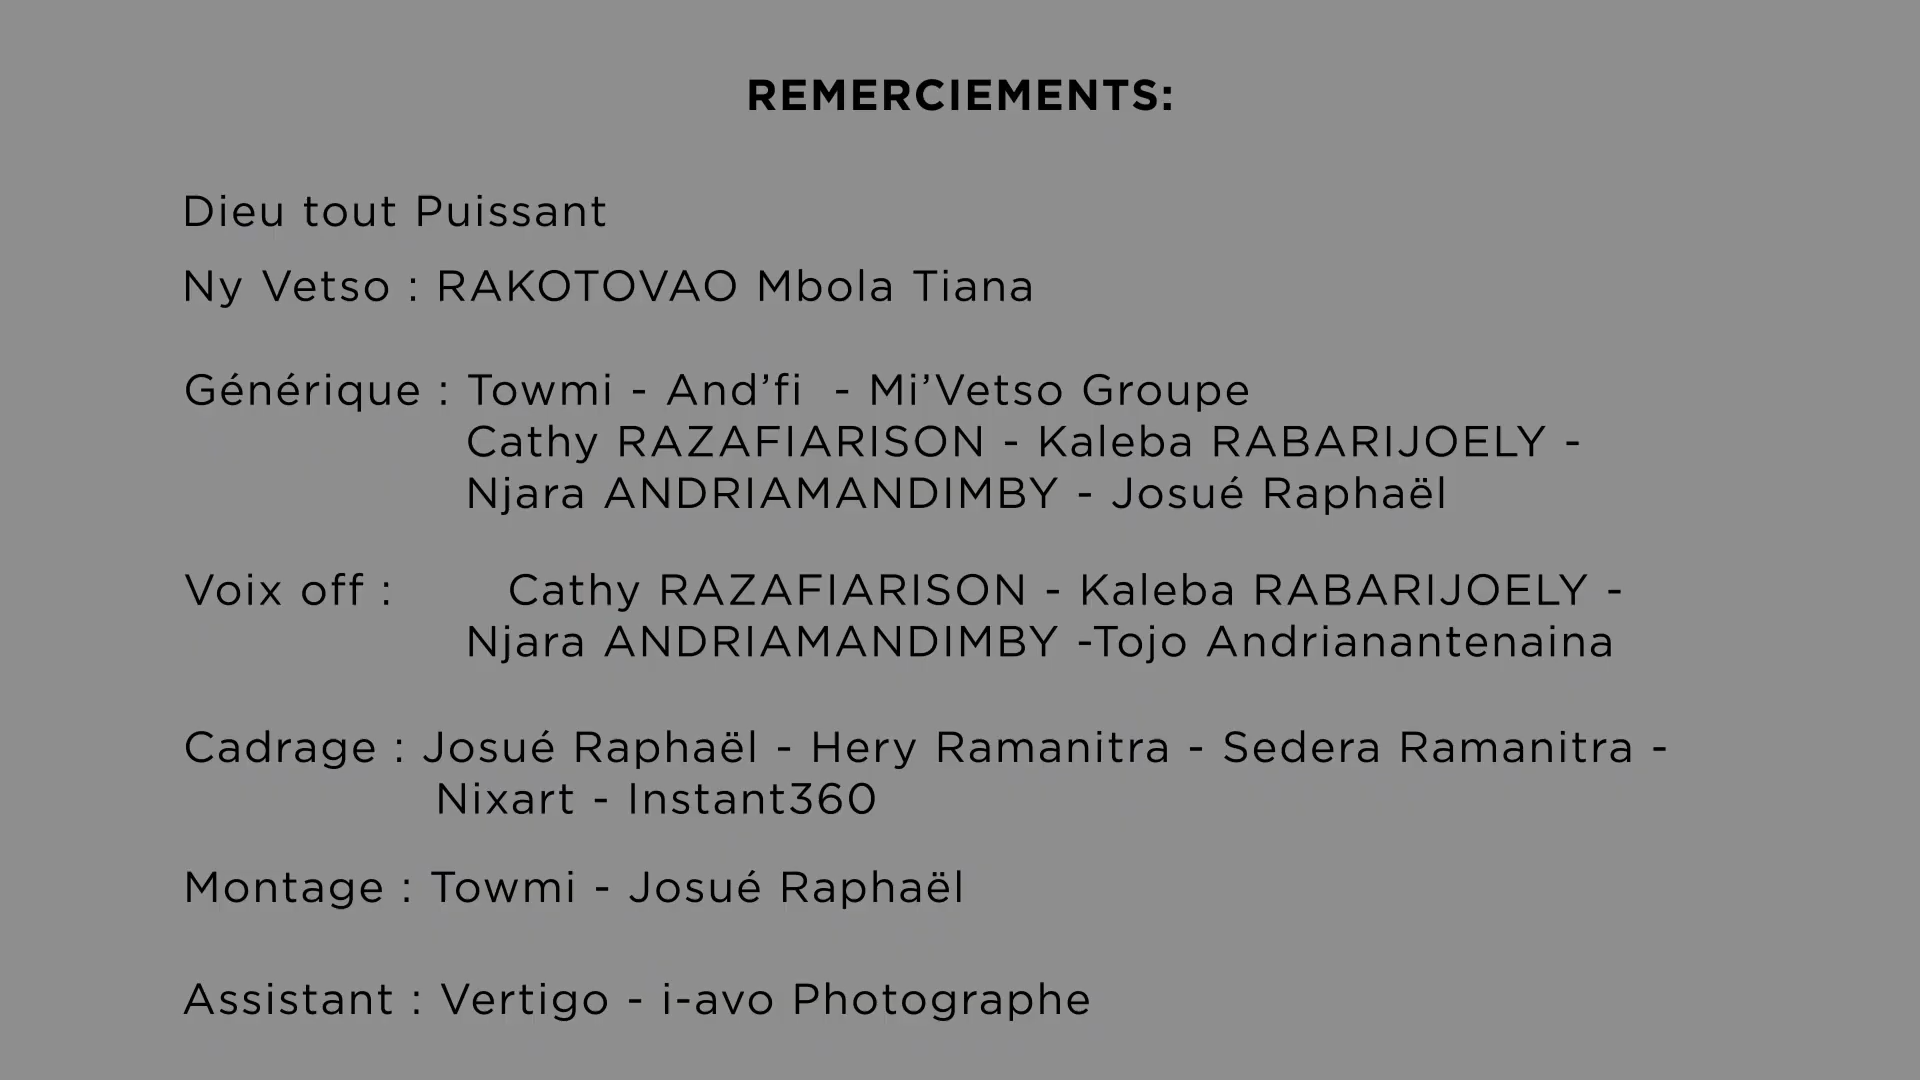 REMERCIEMENTS:
Dieu tout Puissant
Ny Vetso : RAKOTOVAO Mbola Tiana
Générique : Towmi - And’fi - Mi’Vetso Groupe
Cathy RAZAFIARISON - Kaleba RABARIJOELY -
Njara ANDRIAMANDIMBY - Josué Raphaël
Voix off : Cathy RAZAFIARISON - Kaleba RABARIJOELY -
Njara ANDRIAMANDIMBY -Tojo Andrianantenaina
Cadrage : Josué Raphaël - Hery Ramanitra - Sedera Ramanitra -
Nixart - Instant360
Montage : Towmi - Josué Raphaël
Assistant : Vertigo - i-avo Photographe